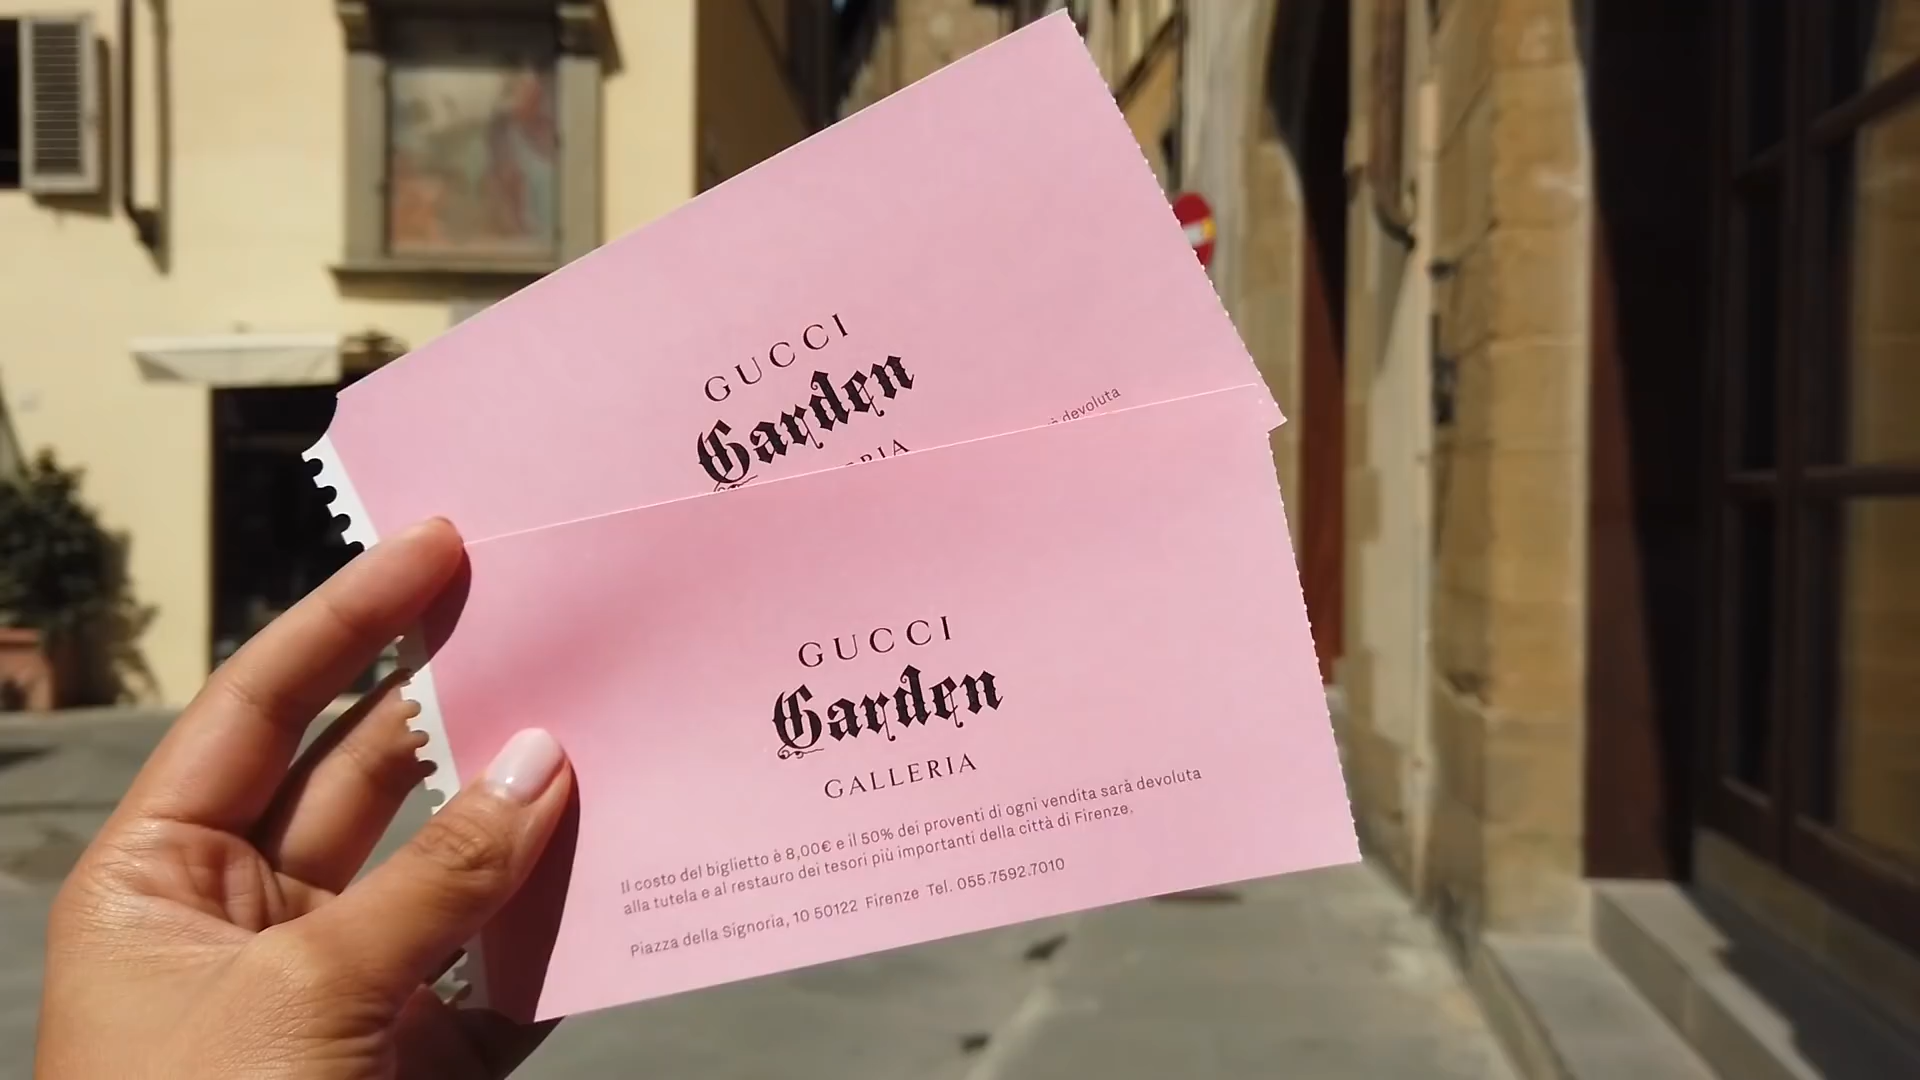 GUCCI
Garden
devoluta
GUCCI
Garden
GALLERIA
Il costo del biglietto è 8,00€ e il 50% dei proventi di ogni vendita sarà devoluta
alla tutela e al restauro dei tesori più importanti della città di Firenze.
Piazza della Signoria, 10 50122 Firenze Tel. 055.7592.7010